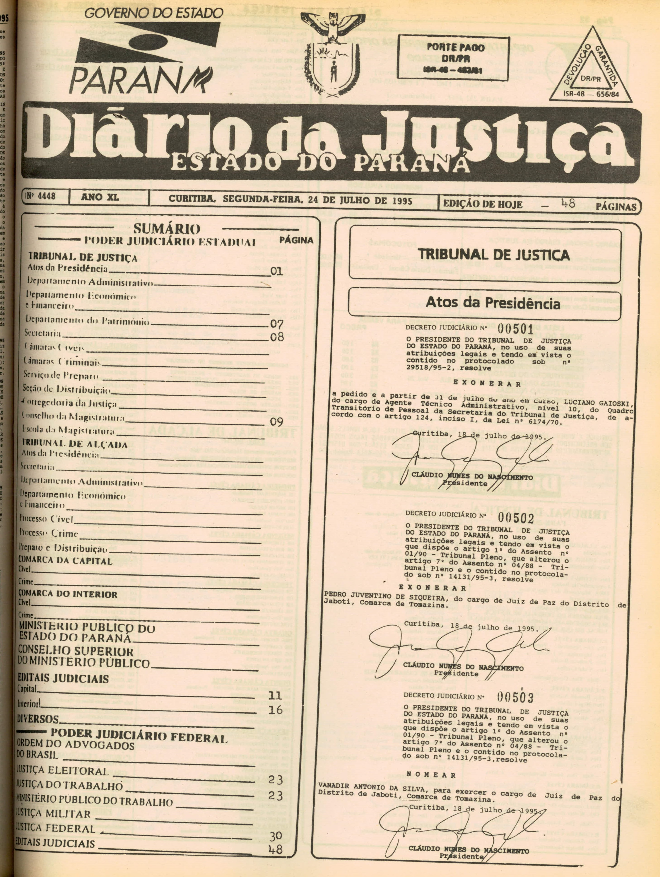 GOVERNO DO ESTADO
PARANÁ
PORTE PAGO
DR/PR
ISR-48 - 483/81
DEVOLUÇÃO GARANTIDA
DR/PR
ISR-48 - 656/84
Diário da Justiça
ESTADO DO PARANÁ
Nº 4448 ANO XL CURITIBA, SEGUNDA-FEIRA, 24 DE JULHO DE 1995 EDIÇÃO DE HOJE — 48 PÁGINAS
SUMÁRIO
PODER JUDICIÁRIO ESTADUAL PÁGINA
TRIBUNAL DE JUSTIÇA
Atos da Presidência 01
Departamento Administrativo
Departamento Econômico
e Financeiro
Departamento do Patrimônio 07
Secretaria 08
Câmaras Cíveis
Câmaras Criminais
Serviço de Preparo
Seção de Distribuição
Corregedoria da Justiça
Conselho da Magistratura 09
Escola da Magistratura
TRIBUNAL DE ALÇADA
Atos da Presidência
Secretaria
Departamento Administrativo
Departamento Econômico
e Financeiro
Processo Cível
Processo Crime
Preparo e Distribuição
COMARCA DA CAPITAL
Cível
Crime
COMARCA DO INTERIOR
Cível
Crime
MINISTÉRIO PÚBLICO DO
ESTADO DO PARANÁ
CONSELHO SUPERIOR
DO MINISTÉRIO PÚBLICO
EDITAIS JUDICIAIS
Capital 11
Interior 16
DIVERSOS
PODER JUDICIÁRIO FEDERAL
ORDEM DO ADVOGADOS
DO BRASIL
JUSTIÇA ELEITORAL 23
JUSTIÇA DO TRABALHO 23
MINISTÉRIO PÚBLICO DO TRABALHO
JUSTIÇA MILITAR
JUSTIÇA FEDERAL 30
EDITAIS JUDICIAIS 48
TRIBUNAL DE JUSTICA
Atos da Presidência
DECRETO JUDICIÁRIO Nº 00501
O PRESIDENTE DO TRIBUNAL DE JUSTIÇA
DO ESTADO DO PARANÁ, no uso de suas
atribuições legais e tendo em vista o
contido no protocolado sob nº
29518/95-2, resolve
E X O N E R A R
a pedido e a partir de 31 de julho do ano em curso, LUCIANO GAIOSKI,
do cargo de Agente Técnico Administrativo, nível 10, do Quadro
Transitório de Pessoal da Secretaria do Tribunal de Justiça, de a-
cordo com o artigo 124, inciso I, da Lei nº 6174/70.
Curitiba, 18 de julho de 1995.
CLÁUDIO NUNES DO NASCIMENTO
Presidente
DECRETO JUDICIÁRIO Nº 00502
O PRESIDENTE DO TRIBUNAL DE JUSTIÇA
DO ESTADO DO PARANÁ, no uso de suas
atribuições legais e tendo em vista o
que dispõe o artigo 1º do Assento nº
01/90 - Tribunal Pleno, que alterou o
artigo 7º do Assento nº 04/88 - Tri-
bunal Pleno e o contido no protocola-
do sob nº 14131/95-3, resolve
E X O N E R A R
PEDRO JUVENTINO DE SIQUEIRA, do cargo de Juiz de Paz do Distrito de
Jaboti, Comarca de Tomazina.
Curitiba, 18 de julho de 1995.
CLÁUDIO NUNES DO NASCIMENTO
Presidente
DECRETO JUDICIÁRIO Nº 00503
O PRESIDENTE DO TRIBUNAL DE JUSTIÇA
DO ESTADO DO PARANÁ, no uso de suas
atribuições legais e tendo em vista o
que dispõe o artigo 1º do Assento nº
01/90 - Tribunal Pleno, que alterou o
artigo 7º do Assento nº 04/88 - Tri-
bunal Pleno e o contido no protocola-
do sob nº 14131/95-3,resolve
N O M E A R
VANADIR ANTONIO DA SILVA, para exercer o cargo de Juiz de Paz do
Distrito de Jaboti, Comarca de Tomazina.
Curitiba, 18 de julho de 1995.
CLÁUDIO NUNES DO NASCIMENTO
Presidente